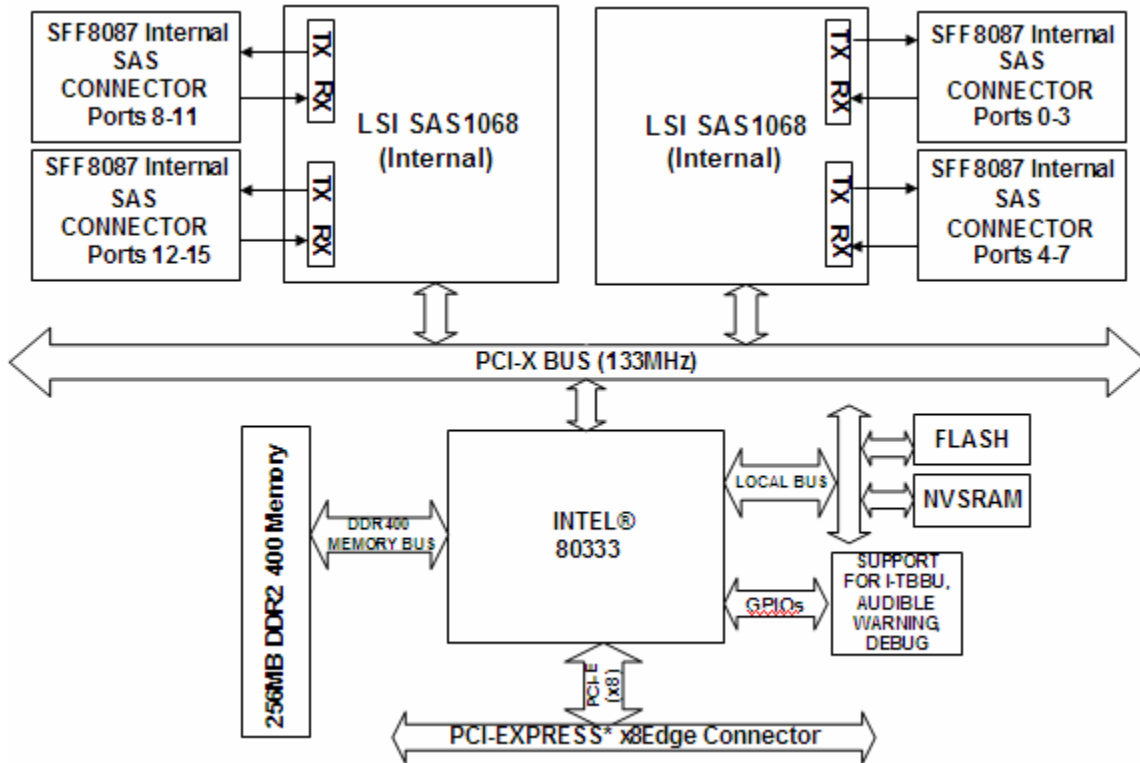 SFF8087 Internal
SAS
CONNECTOR
Ports 8-11
TX
RX
LSI SAS1068
(Internal)
SFF8087 Internal
SAS
CONNECTOR
Ports 12-15
TX
RX
LSI SAS1068
(Internal)
TX
RX
SFF8087 Internal
SAS
CONNECTOR
Ports 0-3
TX
RX
SFF8087 Internal
SAS
CONNECTOR
Ports 4-7
PCI-X BUS (133MHz)
256MB DDR2 400 Memory
DDR400
MEMORY BUS
INTEL®
80333
LOCAL BUS
FLASH
NVSRAM
GPIOs
SUPPORT
FOR I-TBBU,
AUDIBLE
WARNING,
DEBUG
PCI-E
(x8)
PCI-EXPRESS* x8Edge Connector